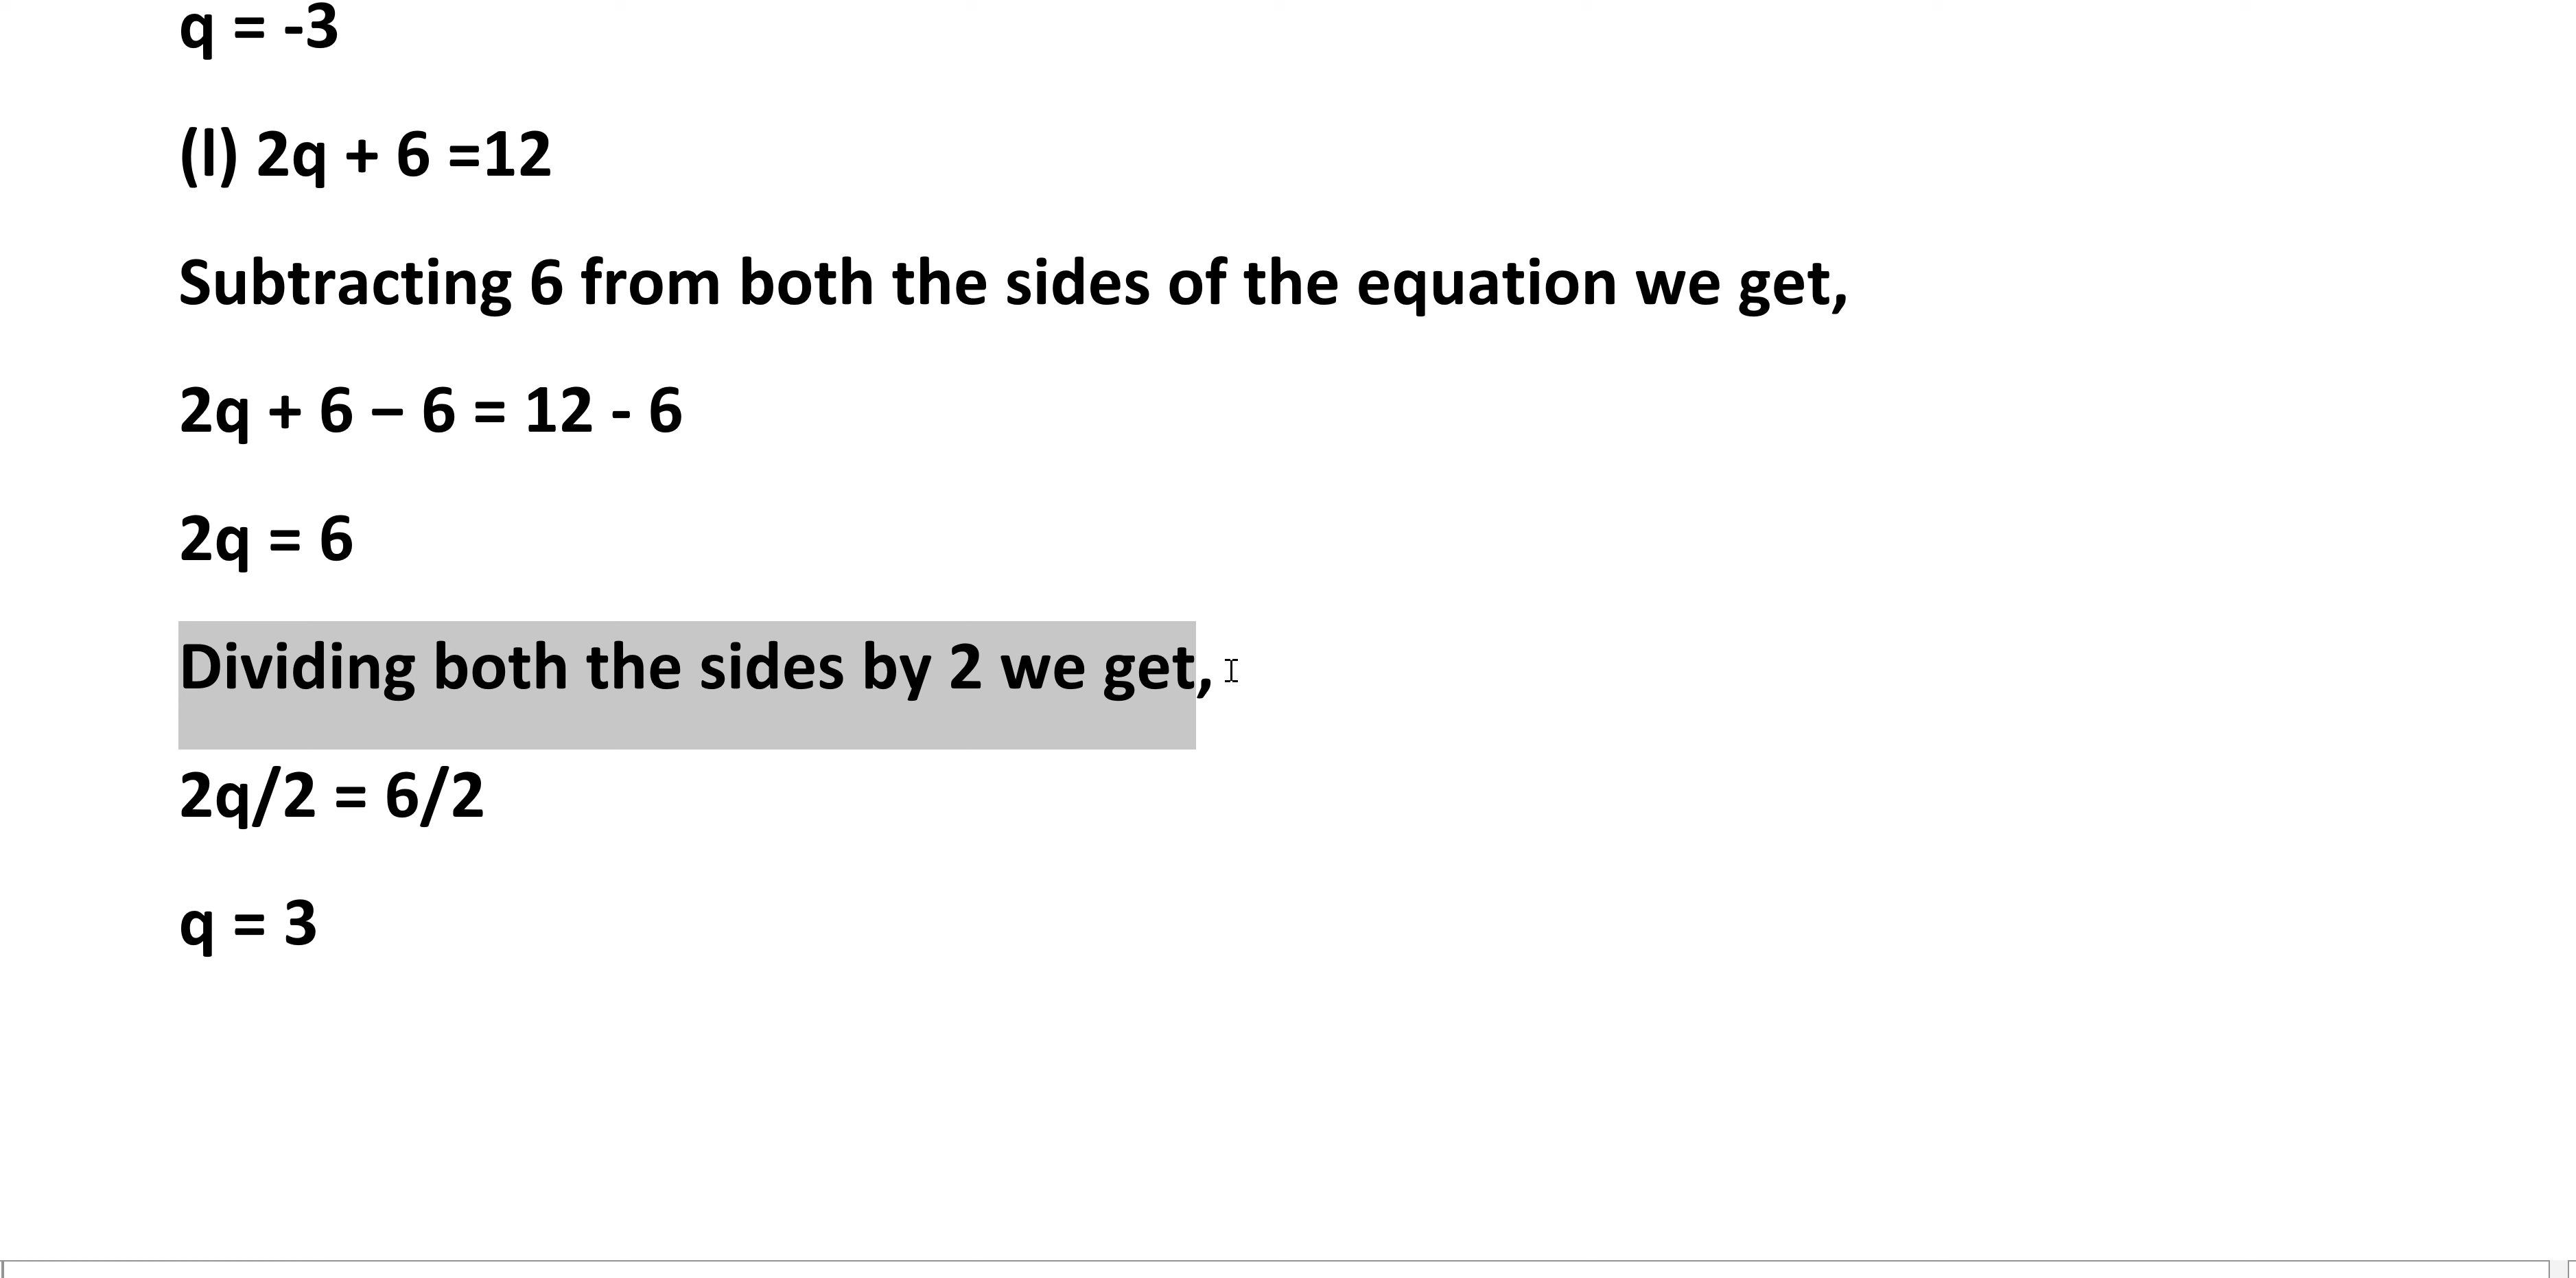 q = -3
(l) 2q + 6 =12
Subtracting 6 from both the sides of the equation we get,
2q + 6 – 6 = 12 - 6
2q = 6
Dividing both the sides by 2 we get,
2q/2 = 6/2
q = 3